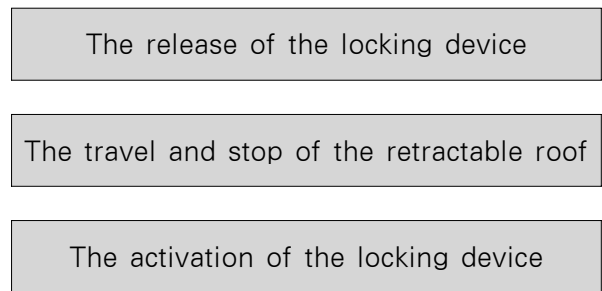 The release of the locking device
The travel and stop of the retractable roof
The activation of the locking device